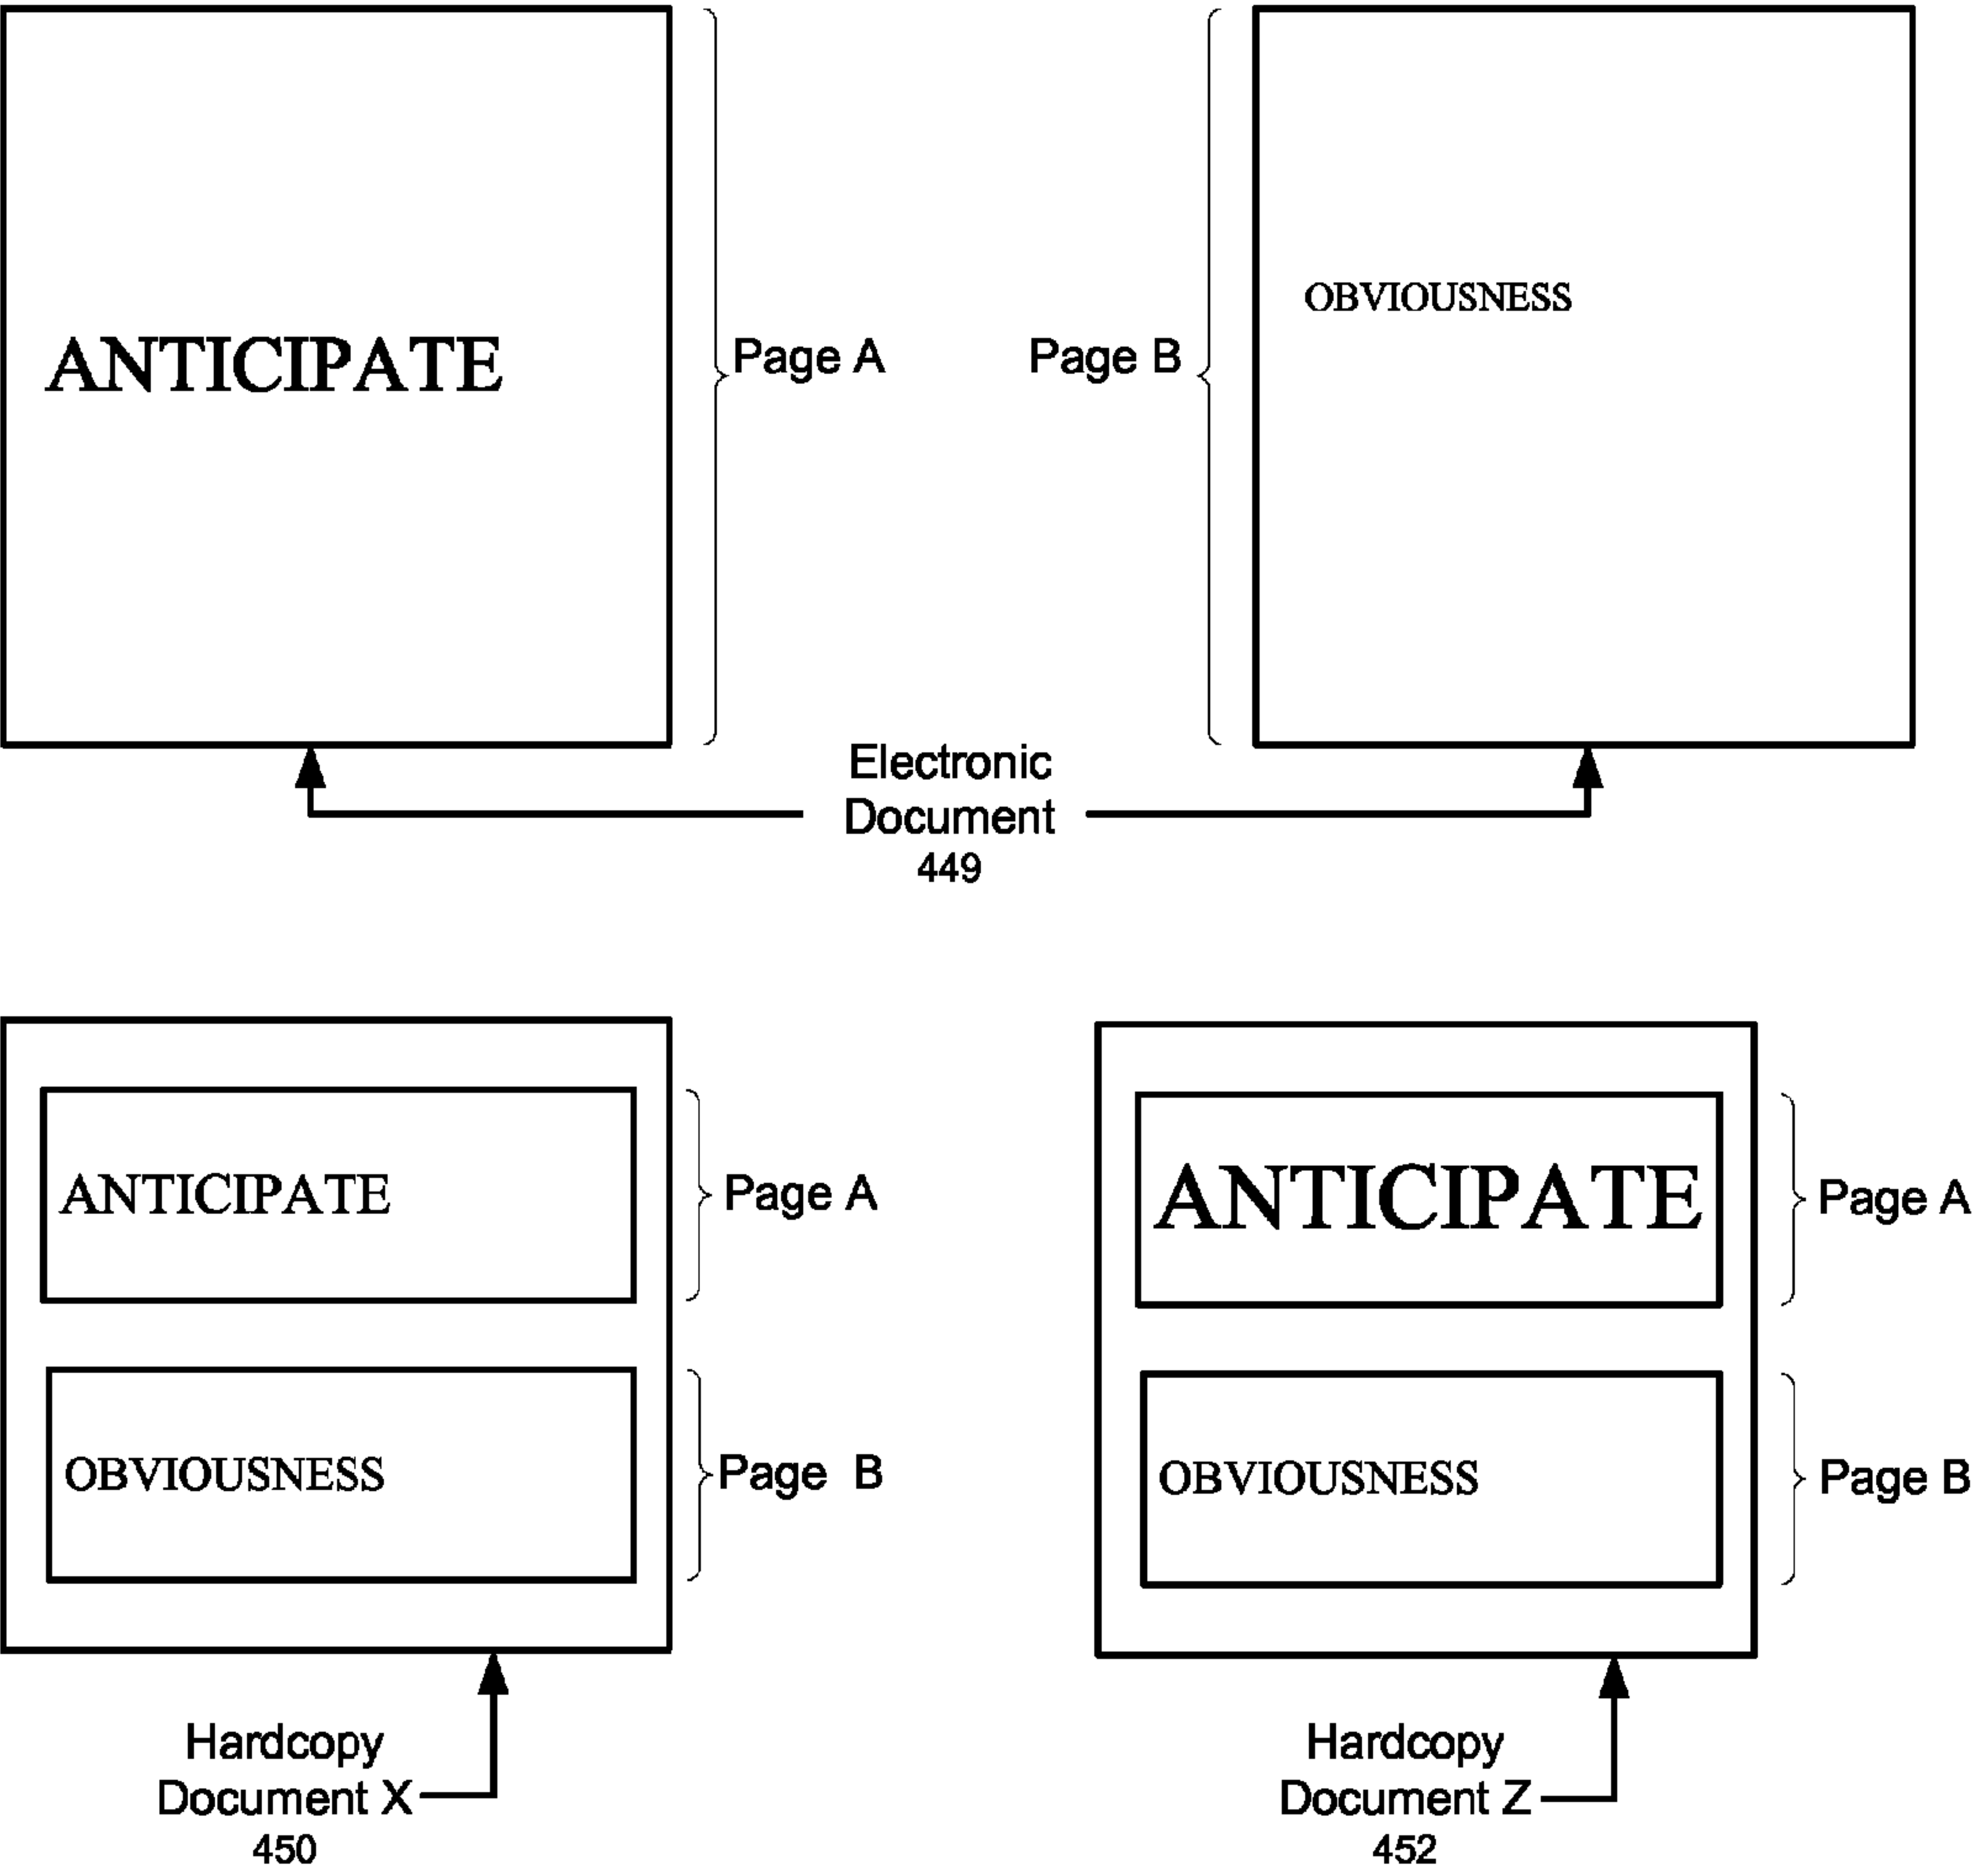 OBVIOUSNESS
ANTICIPATE
Page A
Page B
Electronic
Document
449
ANTICIPATE
Page A
OBVIOUSNESS
Page B
Hardcopy
Document X
450
ANTICIPATE
Page A
OBVIOUSNESS
Page B
Hardcopy
Document Z
452